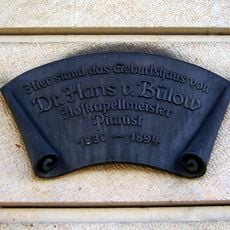 Hier stand das Geburtshaus von
Dr. Hans v. Bülow
Hofkapellmeister
Pianist
1830 — 1894